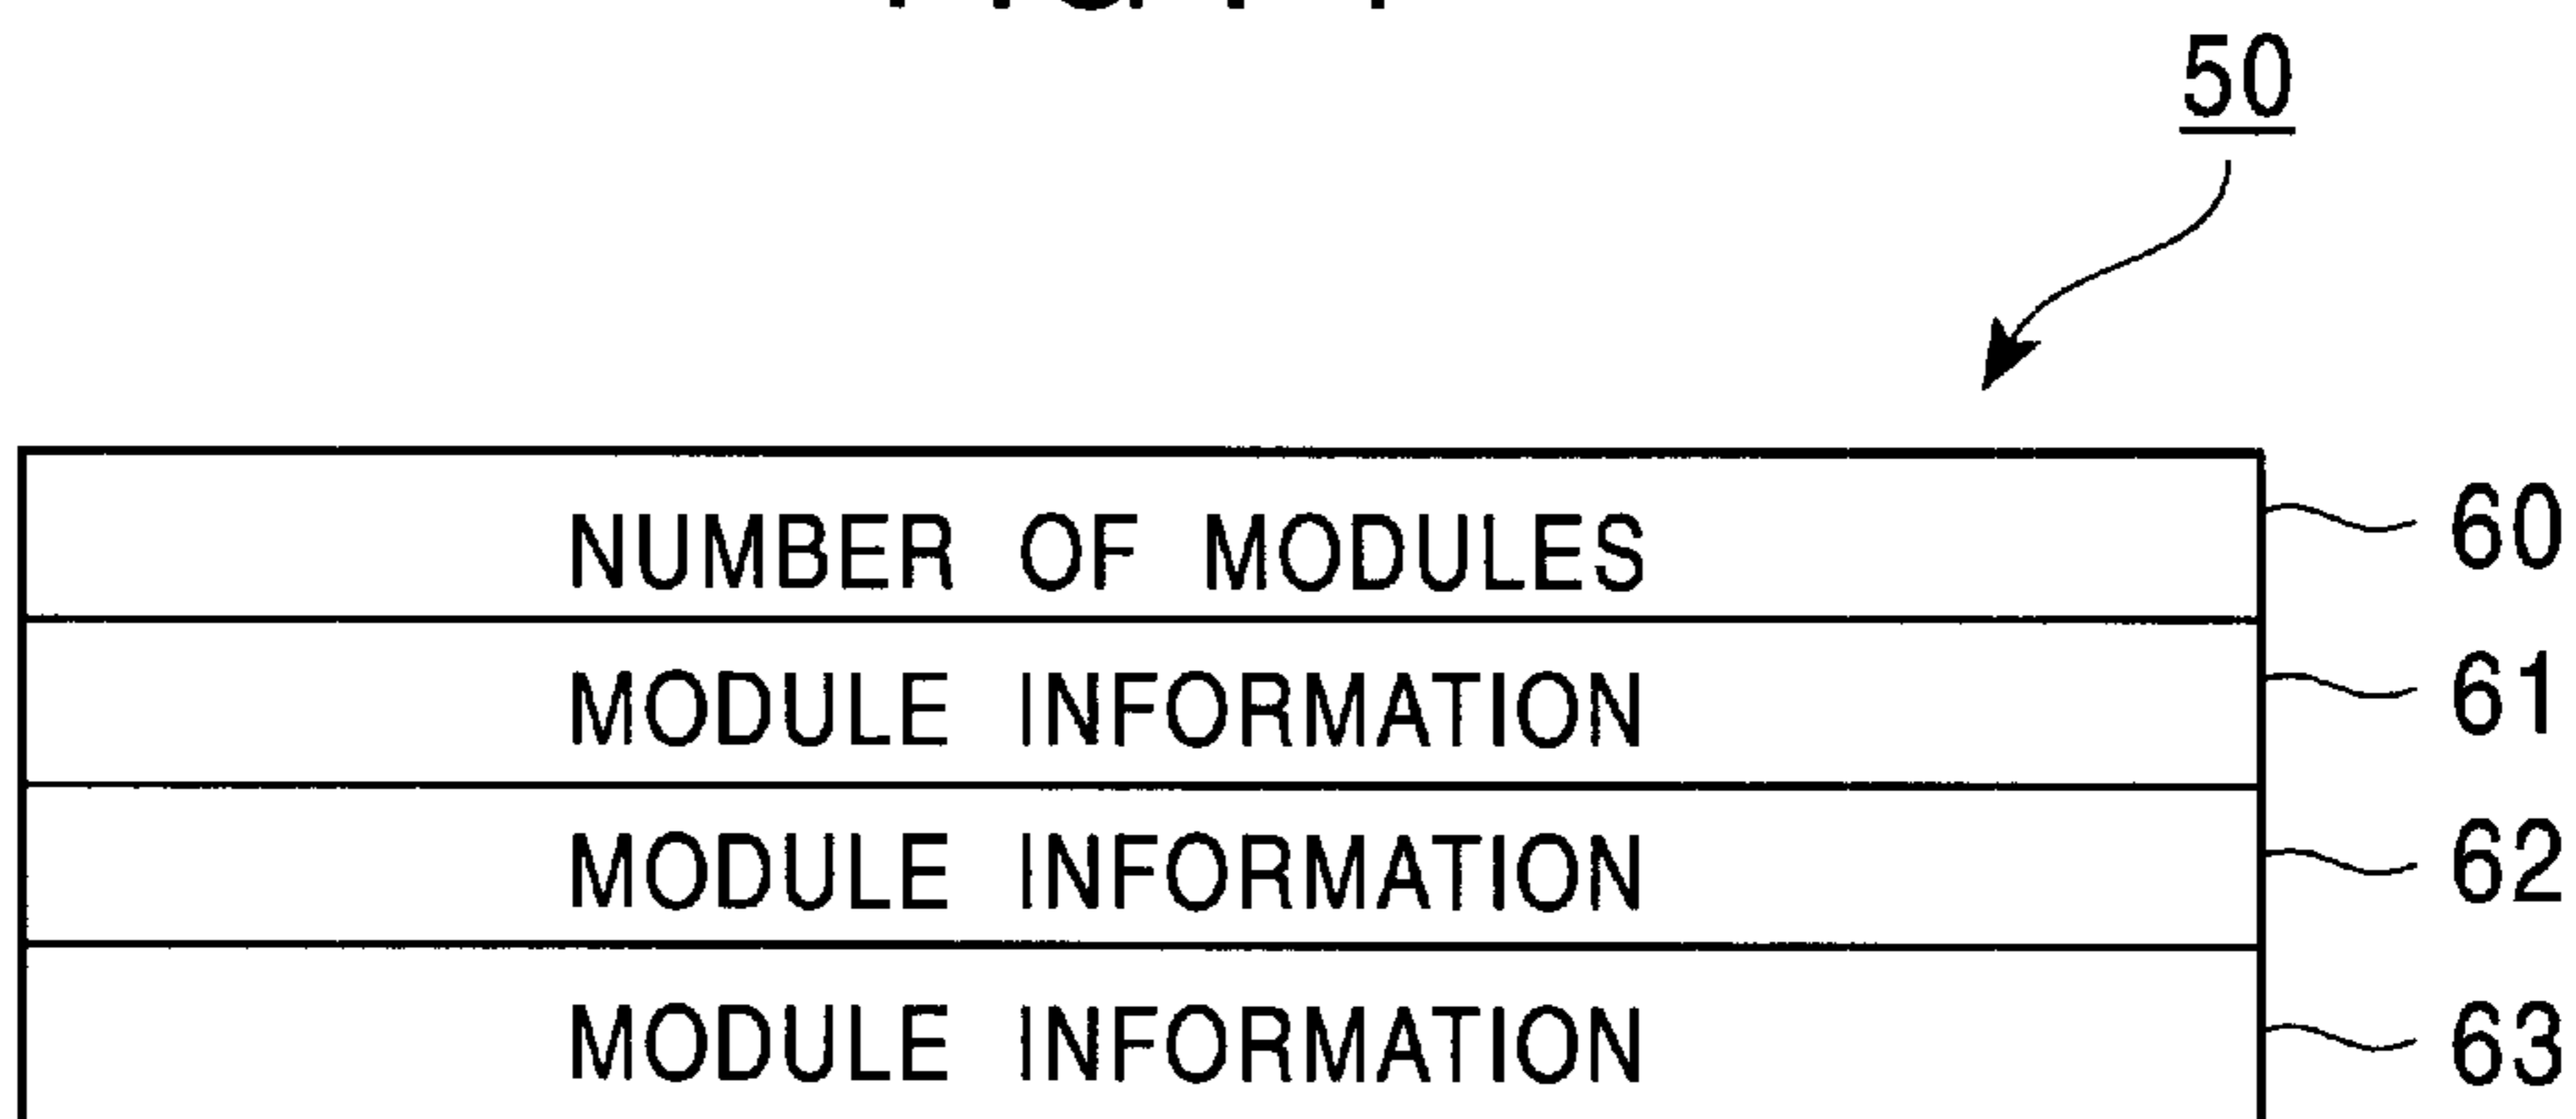 50
NUMBER OF MODULES 60
MODULE INFORMATION 61
MODULE INFORMATION 62
MODULE INFORMATION 63